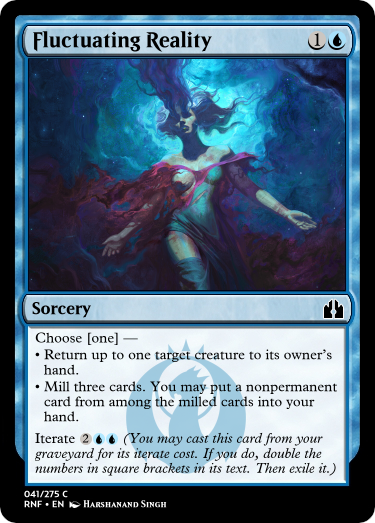 Fluctuating Reality 1
Sorcery
Choose [one] —
• Return up to one target creature to its owner's
hand.
• Mill three cards. You may put a nonpermanent
card from among the milled cards into your
hand.
Iterate 2 (You may cast this card from your
graveyard for its iterate cost. If you do, double the
numbers in square brackets in its text. Then exile it.)
041/275 C
RNF • EN Harshanand Singh